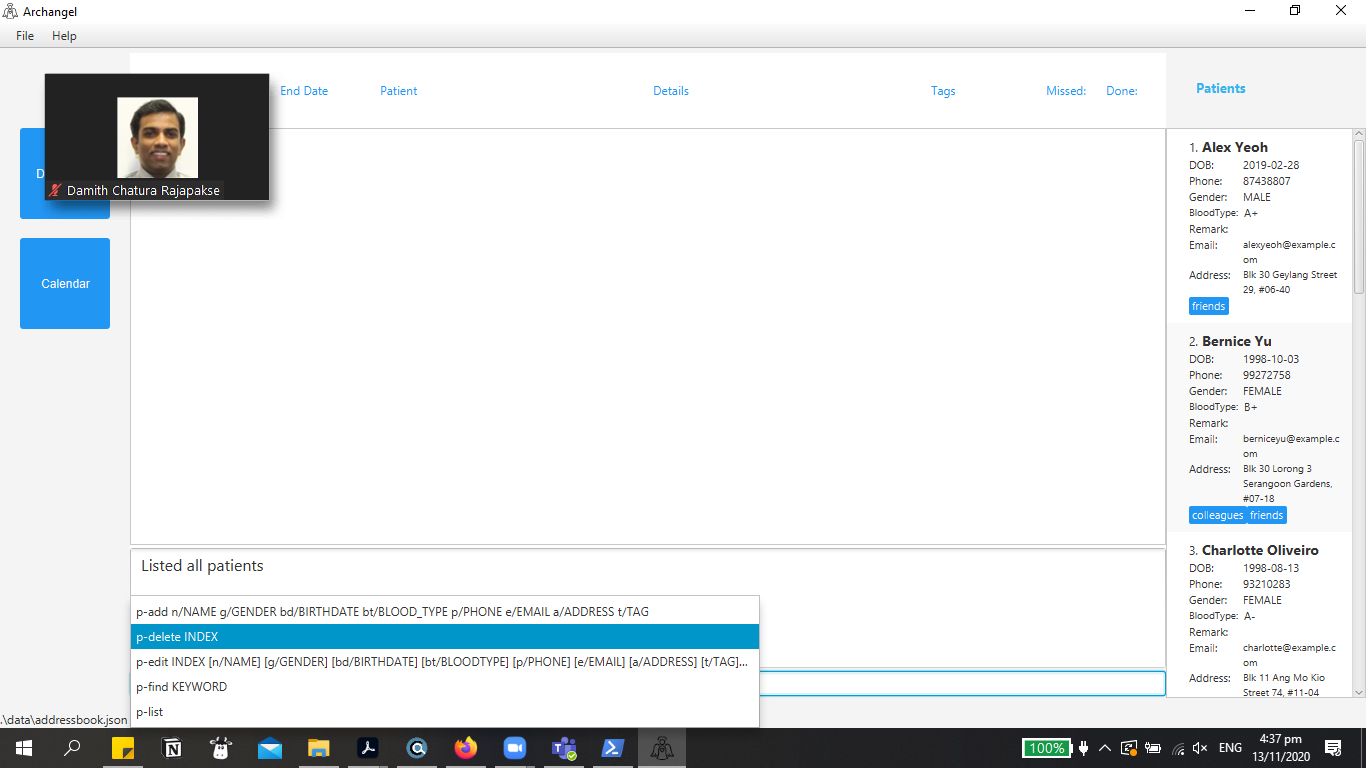 Archangel
File Help
End Date Patient Details Tags Missed: Done: Patients
D
Damith Chatura Rajapakse
Calendar
1. Alex Yeoh
DOB: 2019-02-28
Phone: 87438807
Gender: MALE
BloodType: A+
Remark:
Email: alexyeoh@example.c
om
Address: Blk 30 Geylang Street
29, #06-40
friends
2. Bernice Yu
DOB: 1998-10-03
Phone: 99272758
Gender: FEMALE
BloodType: B+
Remark:
Email: berniceyu@example.c
om
Address: Blk 30 Lorong 3
Serangoon Gardens,
#07-18
colleagues friends
3. Charlotte Oliveiro
DOB: 1998-08-13
Phone: 93210283
Gender: FEMALE
BloodType: A-
Remark:
Email: charlotte@example.c
om
Address: Blk 11 Ang Mo Kio
Street 74, #11-04
Listed all patients
p-add n/NAME g/GENDER bd/BIRTHDATE bt/BLOOD_TYPE p/PHONE e/EMAIL a/ADDRESS t/TAG
p-delete INDEX
p-edit INDEX [n/NAME] [g/GENDER] [bd/BIRTHDATE] [bt/BLOODTYPE] [p/PHONE] [e/EMAIL] [a/ADDRESS] [t/TAG]...
p-find KEYWORD
p-list
.\data\addressbook.json
100% ENG 4:37 pm
13/11/2020